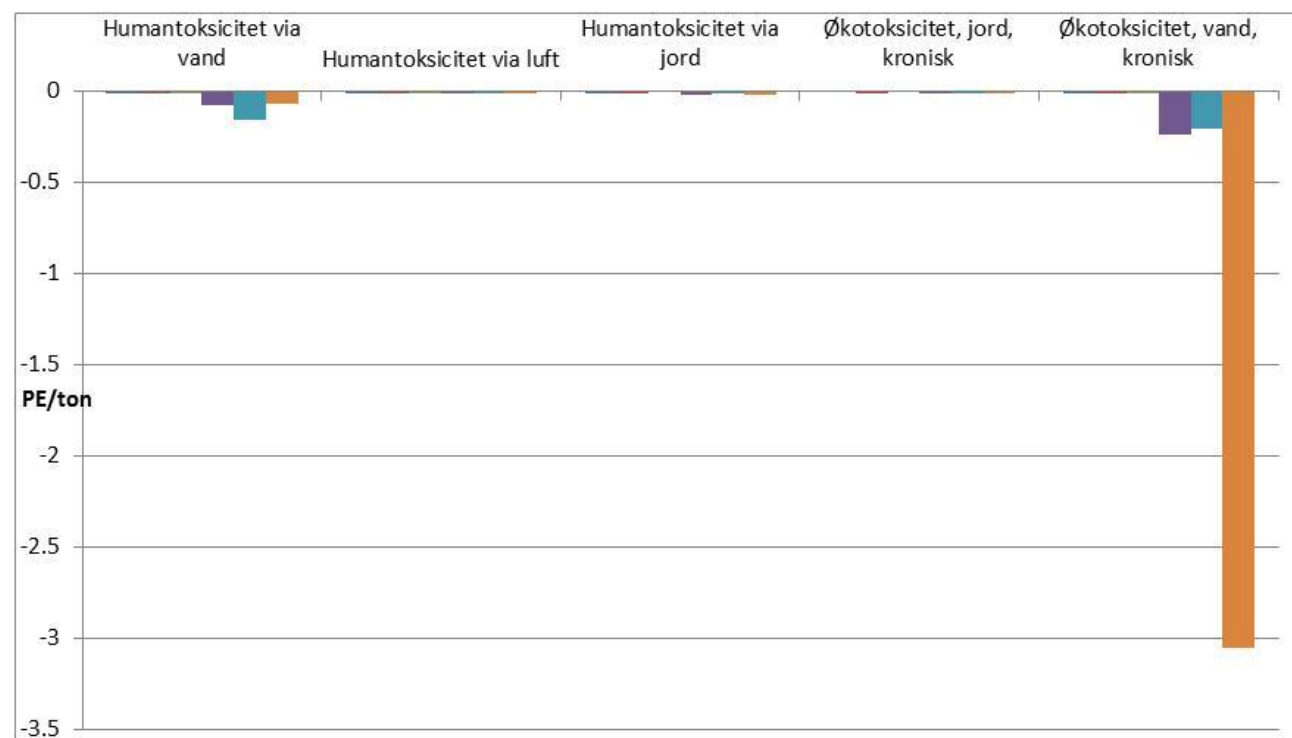 Humantoksicitet via
vand
Humantoksicitet via luft
Humantoksicitet via
jord
Økotoksicitet, jord,
kronisk
Økotoksicitet, vand,
kronisk
0
-0.5
-1
-1.5
PE/ton
-2
-2.5
-3
-3.5